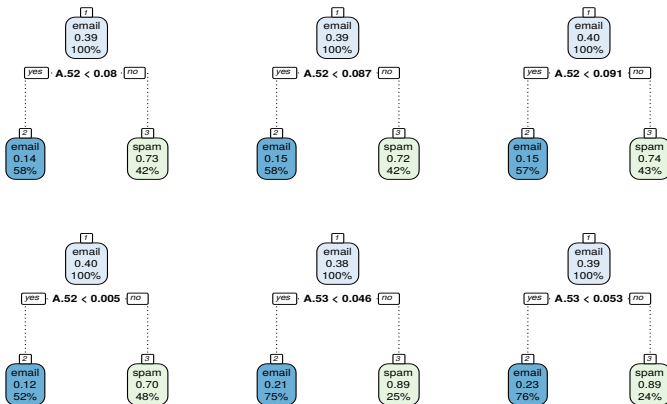 1 1 1
email email email
0.39 0.39 0.40
100% 100% 100%
yes A.52 < 0.08 no yes A.52 < 0.087 no yes A.52 < 0.091 no
2 3 2 3 2 3
email spam email spam email spam
0.14 0.73 0.15 0.72 0.15 0.74
58% 42% 58% 42% 57% 43%
1 1 1
email email email
0.40 0.38 0.39
100% 100% 100%
yes A.52 < 0.005 no yes A.53 < 0.046 no yes A.53 < 0.053 no
2 3 2 3 2 3
email spam email spam email spam
0.12 0.70 0.21 0.89 0.23 0.89
52% 48% 75% 25% 76% 24%